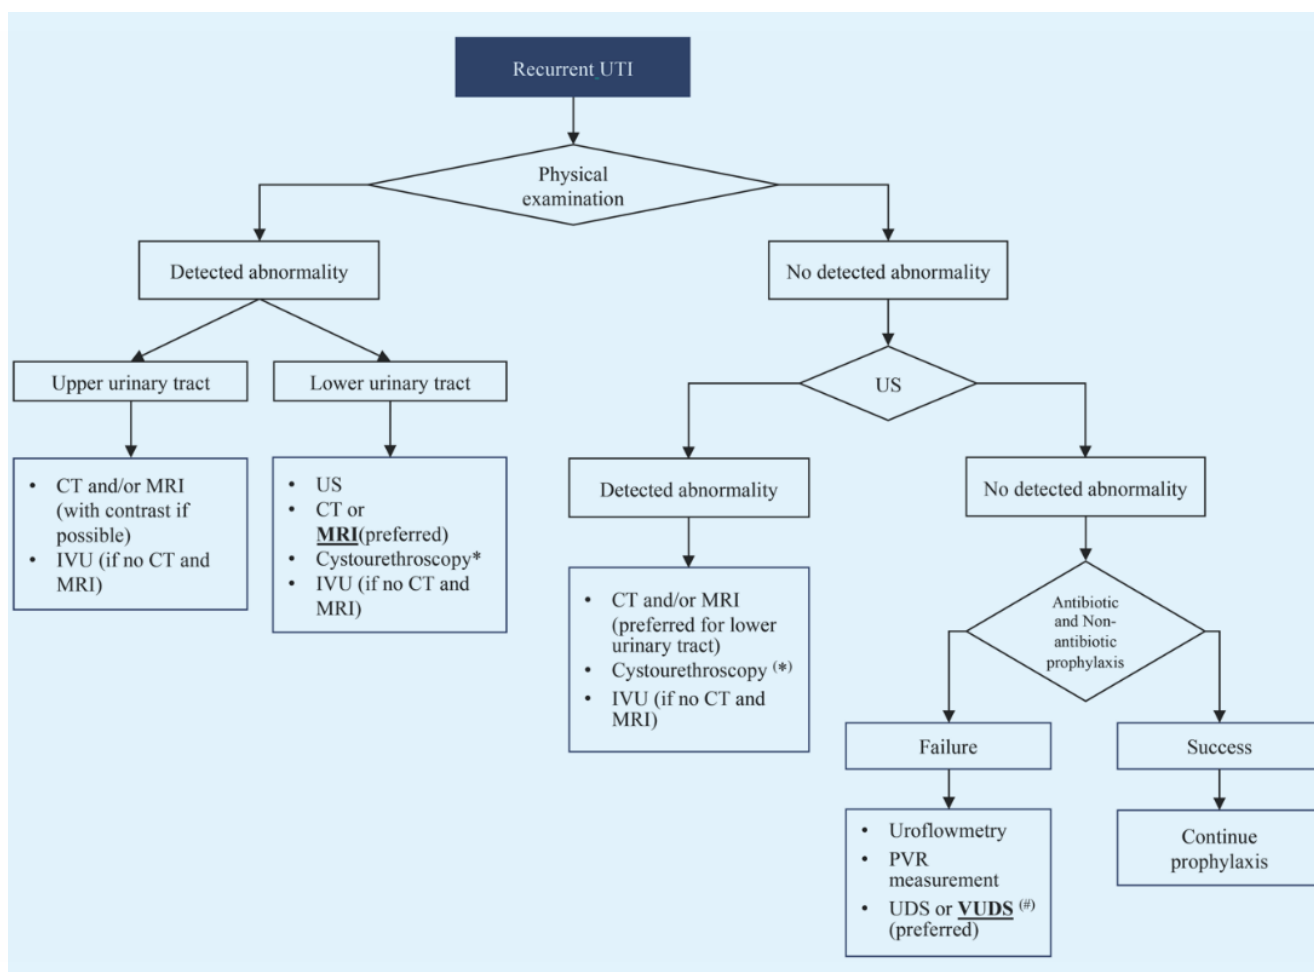 Recurrent UTI
Physical
examination
Detected abnormality
No detected abnormality
Upper urinary tract
Lower urinary tract
US
• CT and/or MRI
(with contrast if
possible)
• IVU (if no CT and
MRI)
• US
• CT or
MRI(preferred)
• Cystourethroscopy*
• IVU (if no CT and
MRI)
Detected abnormality
No detected abnormality
• CT and/or MRI
(preferred for lower
urinary tract)
• Cystourethroscopy (*)
• IVU (if no CT and
MRI)
Antibiotic
and Non-
antibiotic
prophylaxis
Failure
Success
• Uroflowmetry
• PVR
measurement
• UDS or VUDS (#)
(preferred)
Continue
prophylaxis